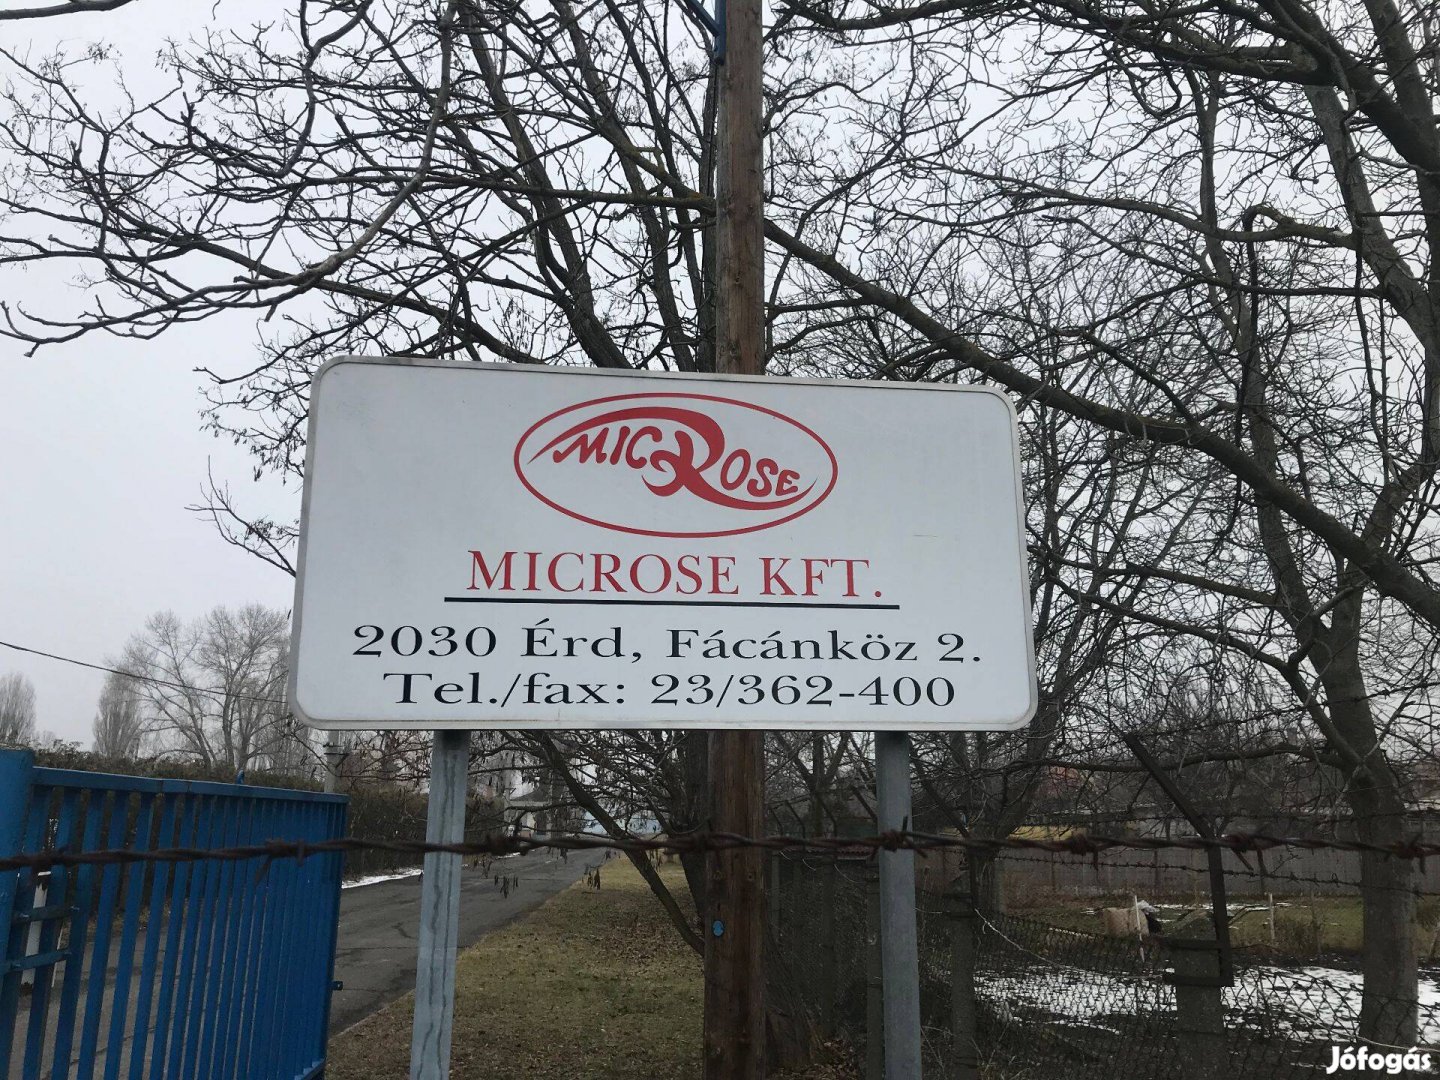 MICROSE
MICROSE KFT.
2030 Érd, Fácánköz 2.
Tel./fax: 23/362-400
Jófogás